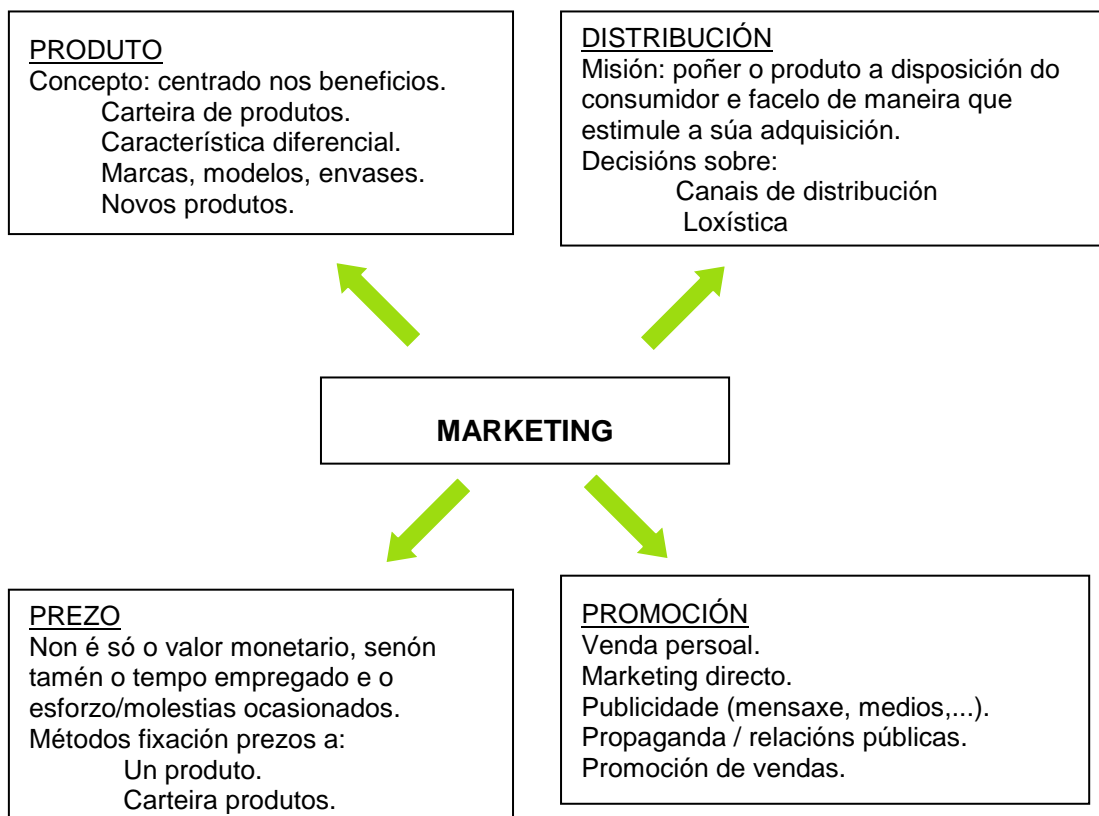 PRODUTO
Concepto: centrado nos beneficios.
Carteira de produtos.
Característica diferencial.
Marcas, modelos, envases.
Novos produtos.
DISTRIBUCIÓN
Misión: poñer o produto a disposición do
consumidor e facelo de maneira que
estimule a súa adquisición.
Decisións sobre:
Canais de distribución
Loxística
MARKETING
PREZO
Non é só o valor monetario, senón
tamén o tempo empregado e o
esforzo/molestias ocasionados.
Métodos fixación prezos a:
Un produto.
Carteira produtos.
PROMOCIÓN
Venda persoal.
Marketing directo.
Publicidade (mensaxe, medios,...).
Propaganda / relacións públicas.
Promoción de vendas.